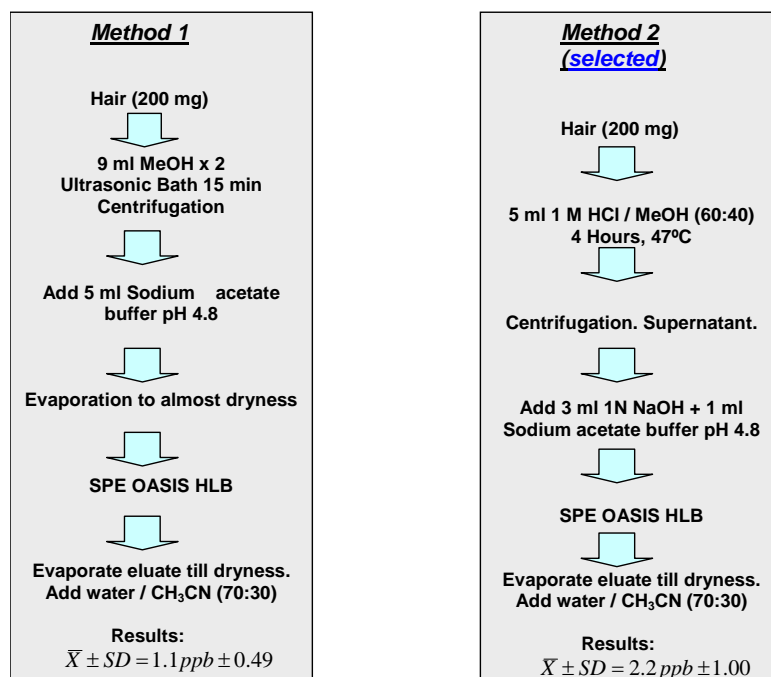 Method 1
Hair (200 mg)
9 ml MeOH x 2
Ultrasonic Bath 15 min
Centrifugation
Add 5 ml Sodium acetate
buffer pH 4.8
Evaporation to almost dryness
SPE OASIS HLB
Evaporate eluate till dryness.
Add water / CH₃CN (70:30)
Results:
X̅ ± SD = 1.1 ppb ± 0.49
Method 2
(selected)
Hair (200 mg)
5 ml 1 M HCl / MeOH (60:40)
4 Hours, 47ºC
Centrifugation. Supernatant.
Add 3 ml 1N NaOH + 1 ml
Sodium acetate buffer pH 4.8
SPE OASIS HLB
Evaporate eluate till dryness.
Add water / CH₃CN (70:30)
Results:
X̅ ± SD = 2.2 ppb ± 1.00